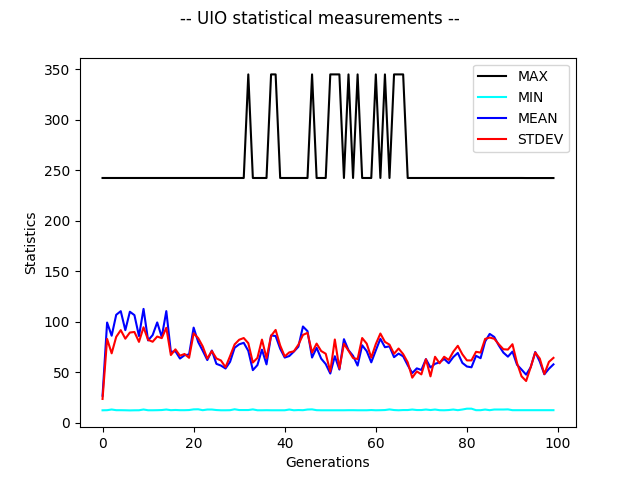 -- UIO statistical measurements --
350
300
250
200
150
100
50
0
Statistics
MAX
MIN
MEAN
STDEV
0 20 40 60 80 100
Generations